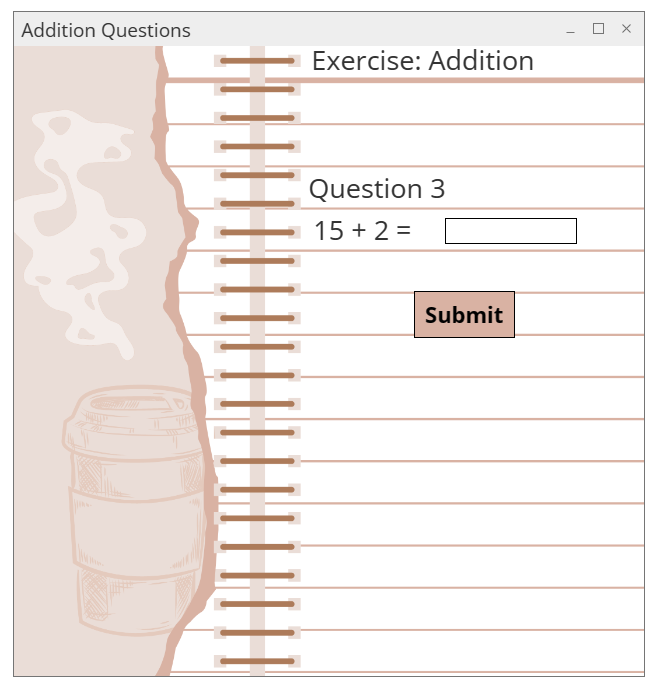 Addition Questions
Exercise: Addition
Question 3
15 + 2 =
Submit